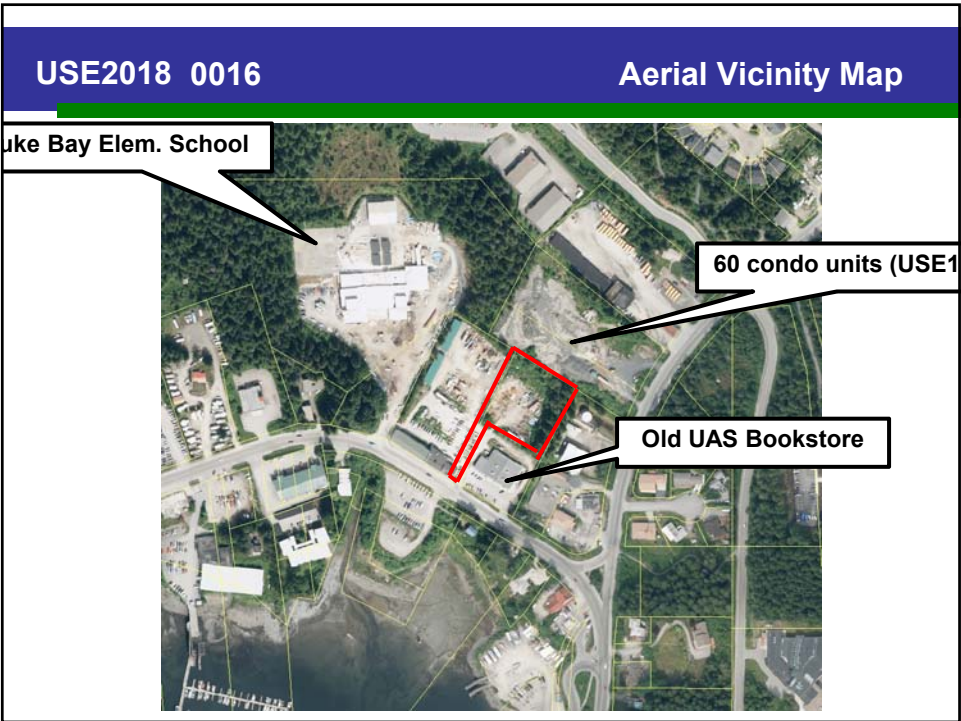 USE2018 0016
Aerial Vicinity Map
uke Bay Elem. School
60 condo units (USE1
Old UAS Bookstore